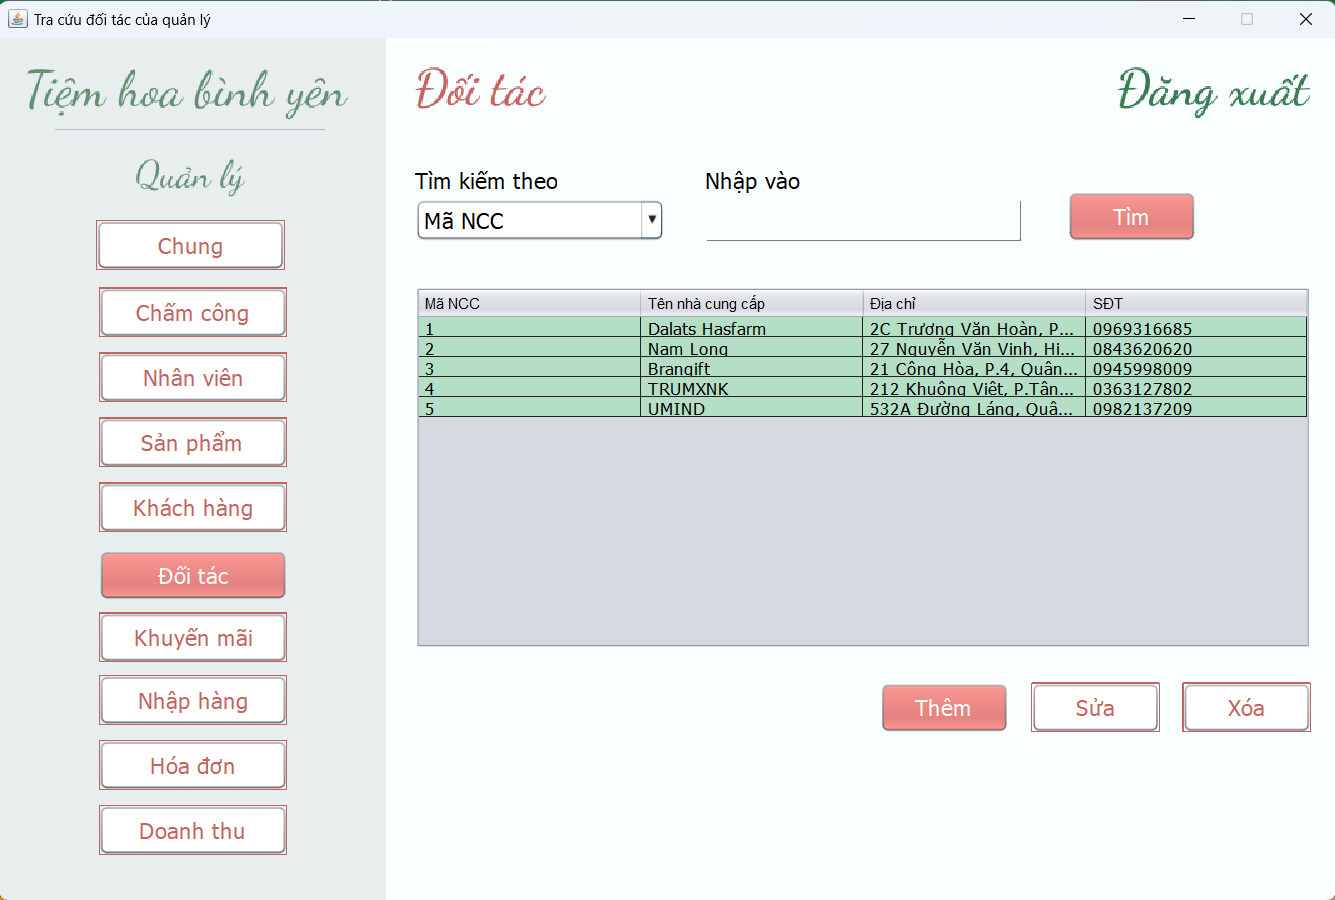 Tra cứu đối tác của quản lý
Tiệm hoa bình yên
Quản lý
Chung
Chấm công
Nhân viên
Sản phẩm
Khách hàng
Đối tác
Khuyến mãi
Nhập hàng
Hóa đơn
Doanh thu
Đối tác
Đăng xuất
Tìm kiếm theo
Nhập vào
Mã NCC
Tìm
Mã NCC Tên nhà cung cấp Địa chỉ SĐT
1 Dalats Hasfarm 2C Trương Văn Hoàn, P... 0969316685
2 Nam Long 27 Nguyễn Văn Vinh, Hi... 0843620620
3 Brangift 21 Cộng Hòa, P.4, Quận... 0945998009
4 TRUMXNK 212 Khuông Việt, P.Tân... 0363127802
5 UMIND 532A Đường Láng, Quậ... 0982137209
Thêm
Sửa
Xóa